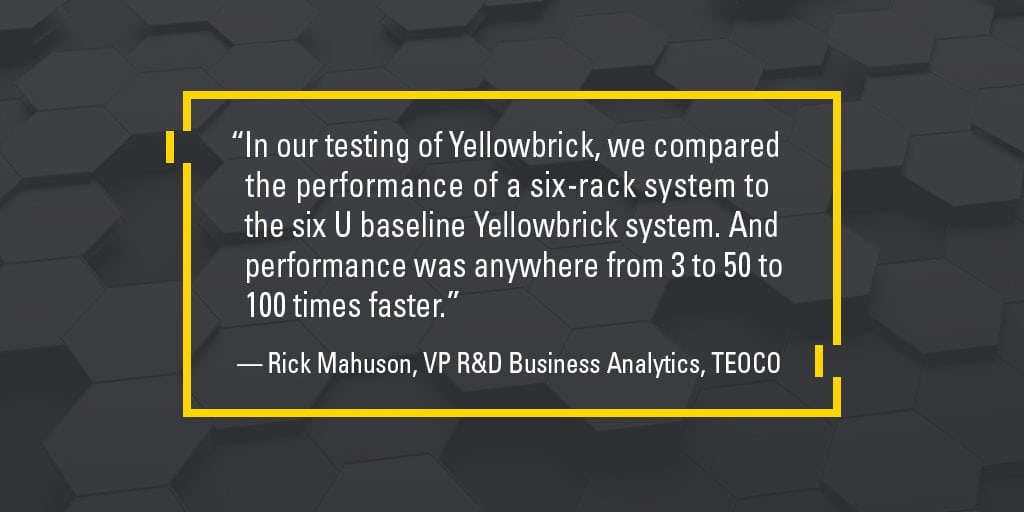 “In our testing of Yellowbrick, we compared
the performance of a six-rack system to
the six U baseline Yellowbrick system. And
performance was anywhere from 3 to 50 to
100 times faster.”
— Rick Mahuson, VP R&D Business Analytics, TEOCO